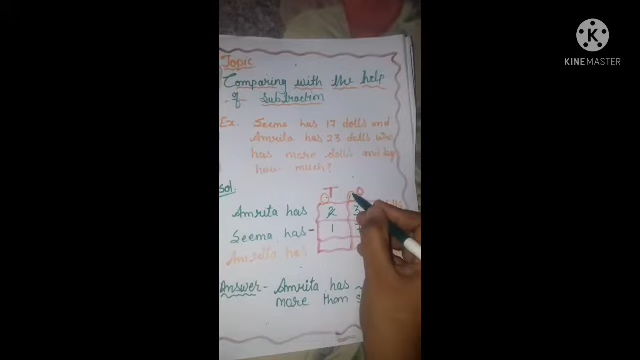 KINEMASTER
Topic
Comparing with the help
of Subtraction
Ex. Seema has 17 dolls and
Amrita has 23 dolls who
has more dolls and by
how much?
Sol
T O
Amrita has 2 3
Seema has- 1 7
Amrita has
Answer- Amrita has
more than